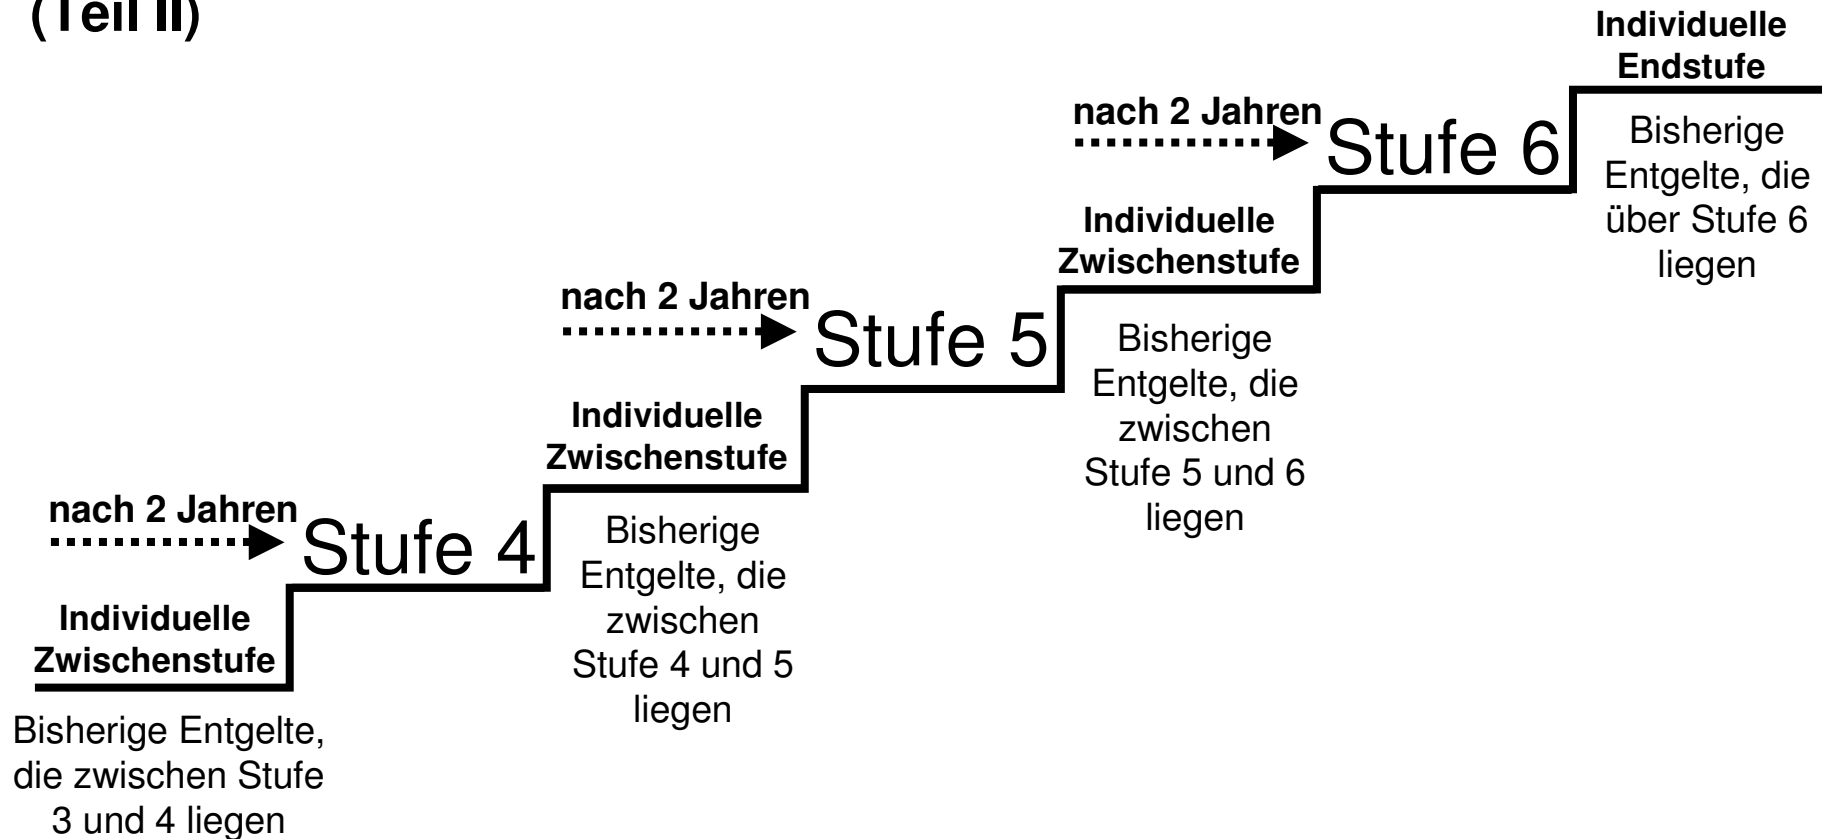 (Teil II)
Individuelle
Endstufe
Bisherige
Entgelte, die
über Stufe 6
liegen
nach 2 Jahren
Stufe 6
Individuelle
Zwischenstufe
Bisherige
Entgelte, die
zwischen
Stufe 5 und 6
liegen
nach 2 Jahren
Stufe 5
Individuelle
Zwischenstufe
Bisherige
Entgelte, die
zwischen
Stufe 4 und 5
liegen
nach 2 Jahren
Stufe 4
Individuelle
Zwischenstufe
Bisherige Entgelte,
die zwischen Stufe
3 und 4 liegen